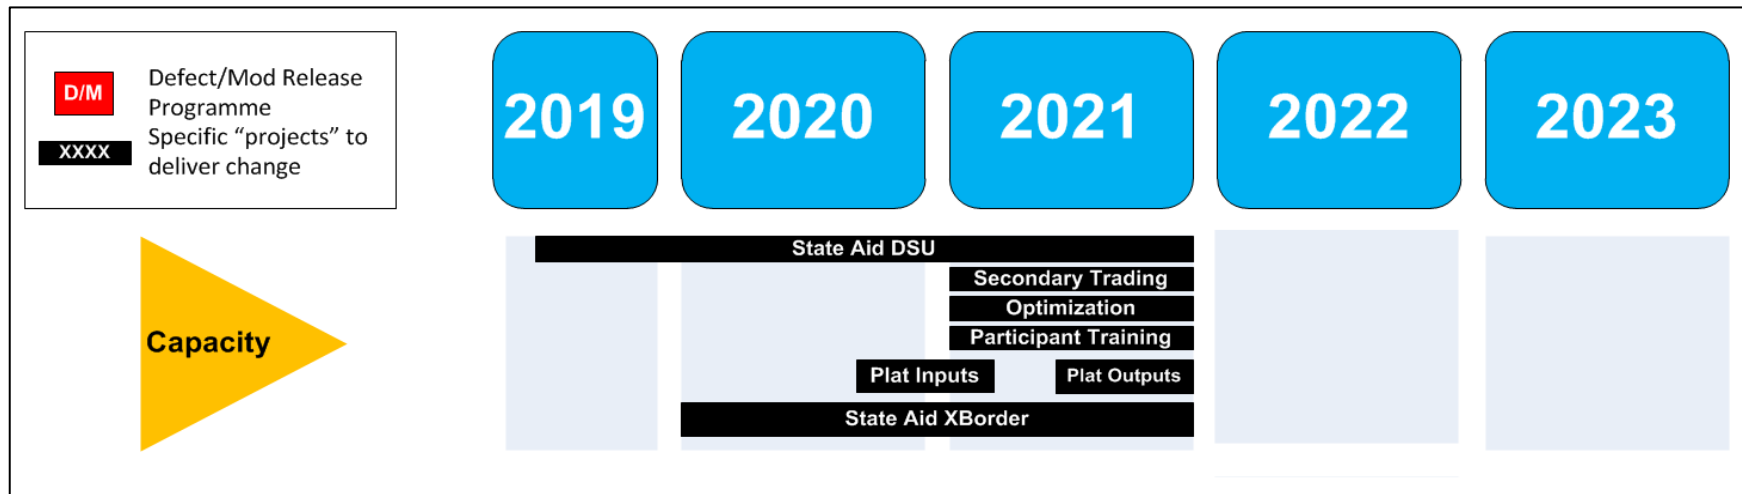 D/M
Defect/Mod Release
Programme
XXXX
Specific “projects” to
deliver change
2019
2020
2021
2022
2023
Capacity
State Aid DSU
Secondary Trading
Optimization
Participant Training
Plat Inputs
Plat Outputs
State Aid XBorder